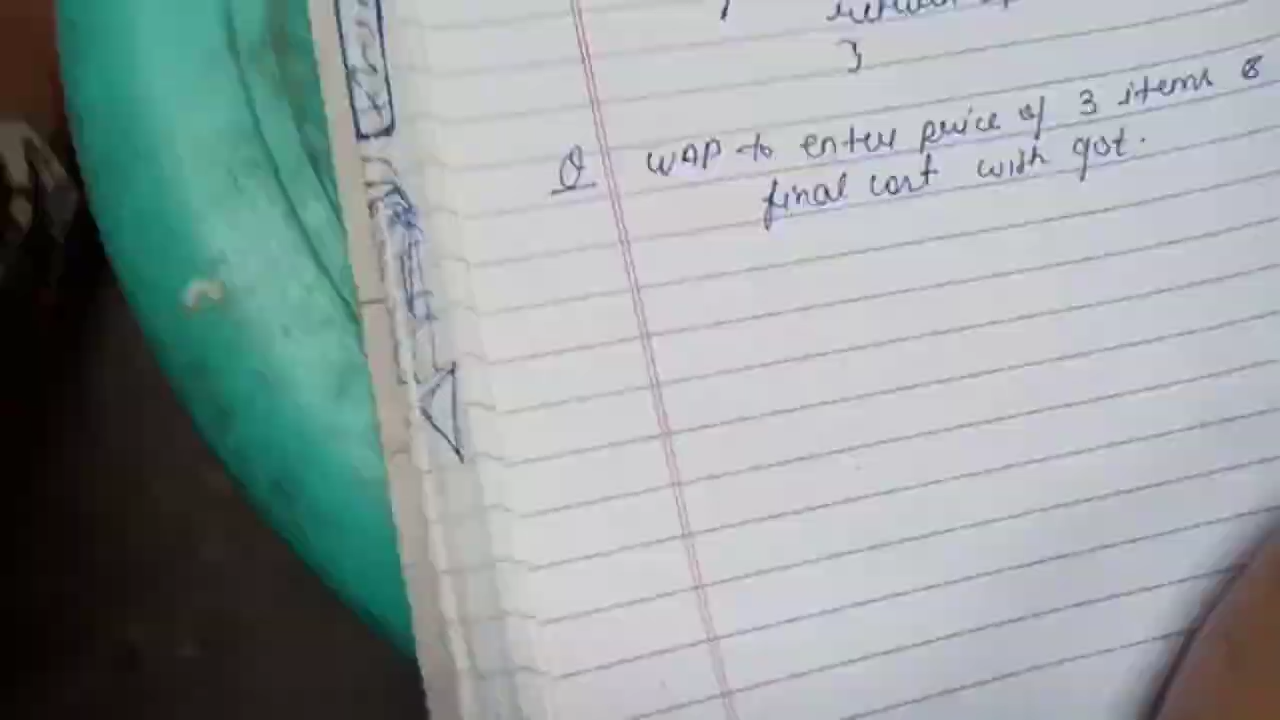 }
Q WAP to enter price of 3 items &
final cost with gst.